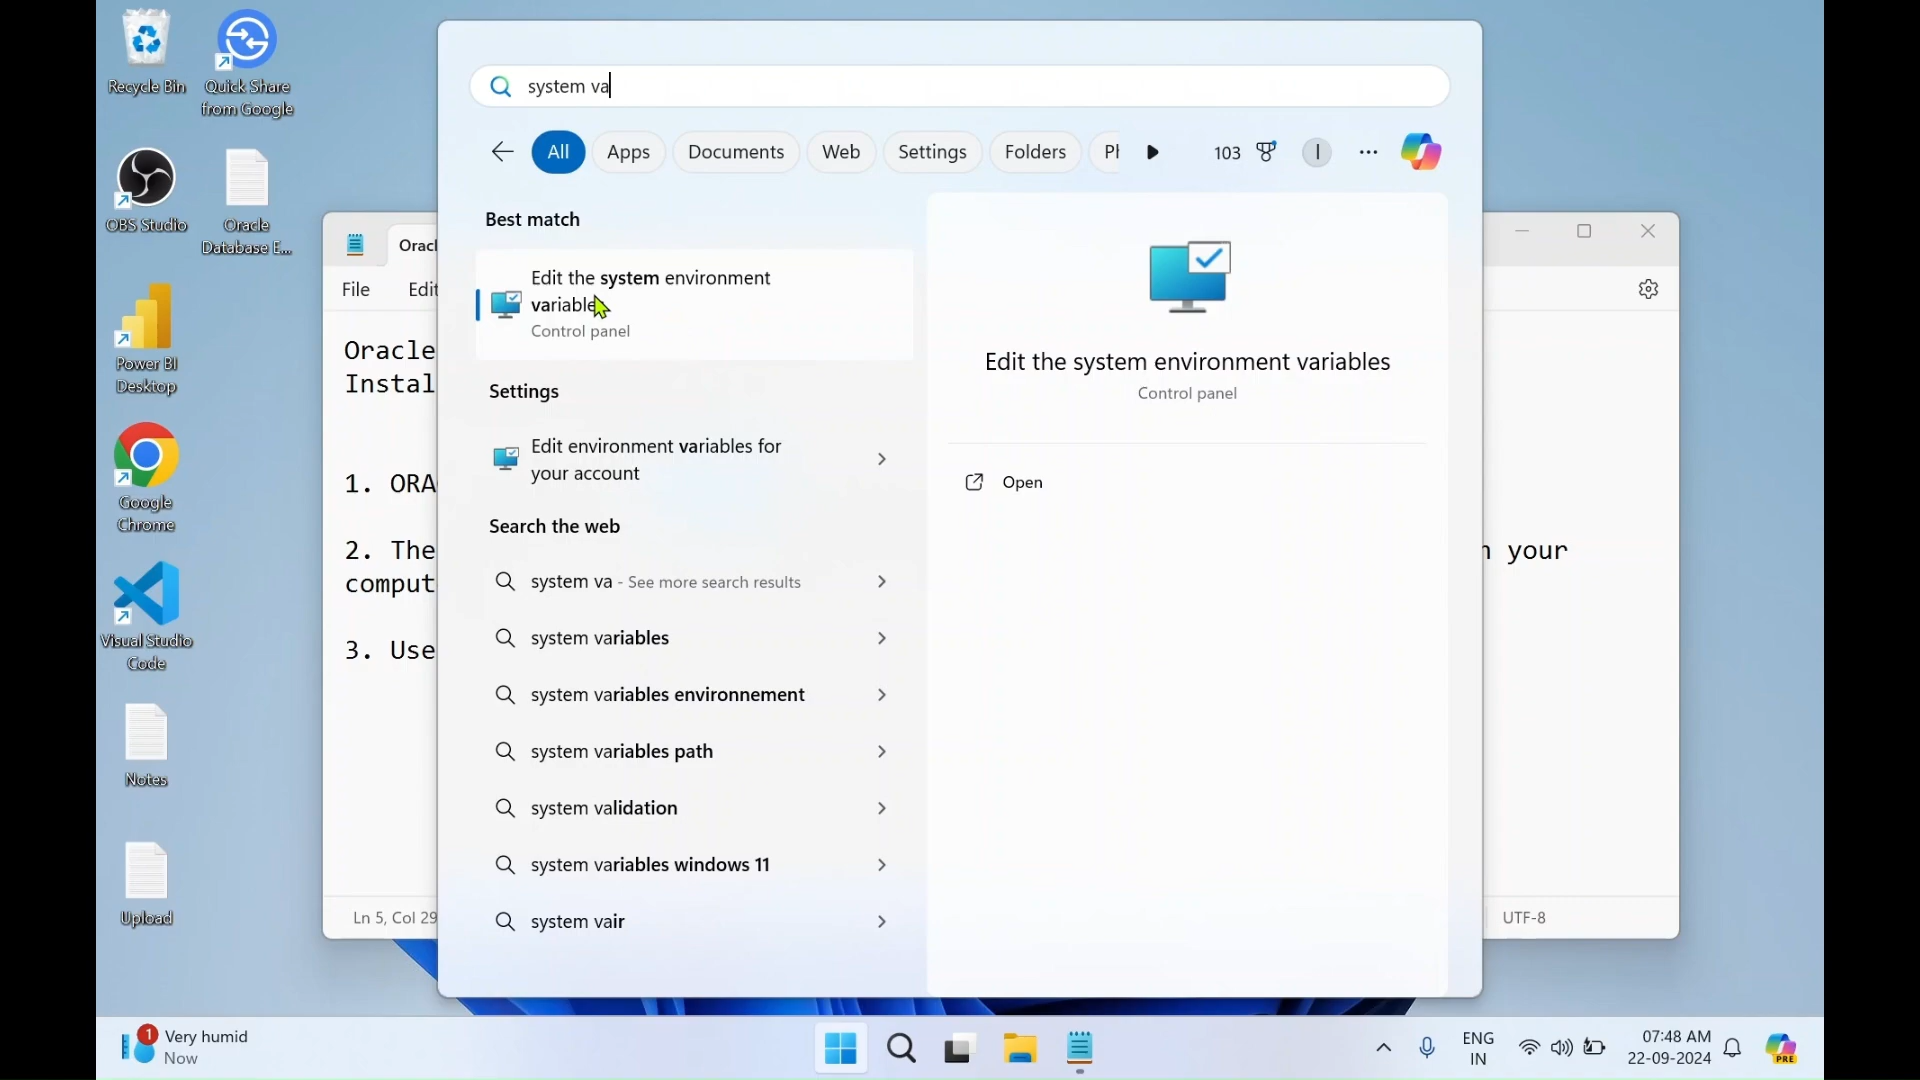 Recycle Bin
Quick Share
from Google
OBS Studio
Oracle
Database E...
Power BI
Desktop
Google
Chrome
Visual Studio
Code
Notes
Upload
system va
All
Apps
Documents
Web
Settings
Folders
103
I
Best match
Edit the system environment
variables
Control panel
Settings
Edit environment variables for
your account
Search the web
system va - See more search results
system variables
system variables environnement
system variables path
system validation
system variables windows 11
system vair
Edit the system environment variables
Control panel
Open
File
Oracle
Instal
1. ORA
2. The
your
comput
3. Use
Ln 5, Col 29
UTF-8
1
Very humid
Now
ENG
IN
07:48 AM
22-09-2024
PRE